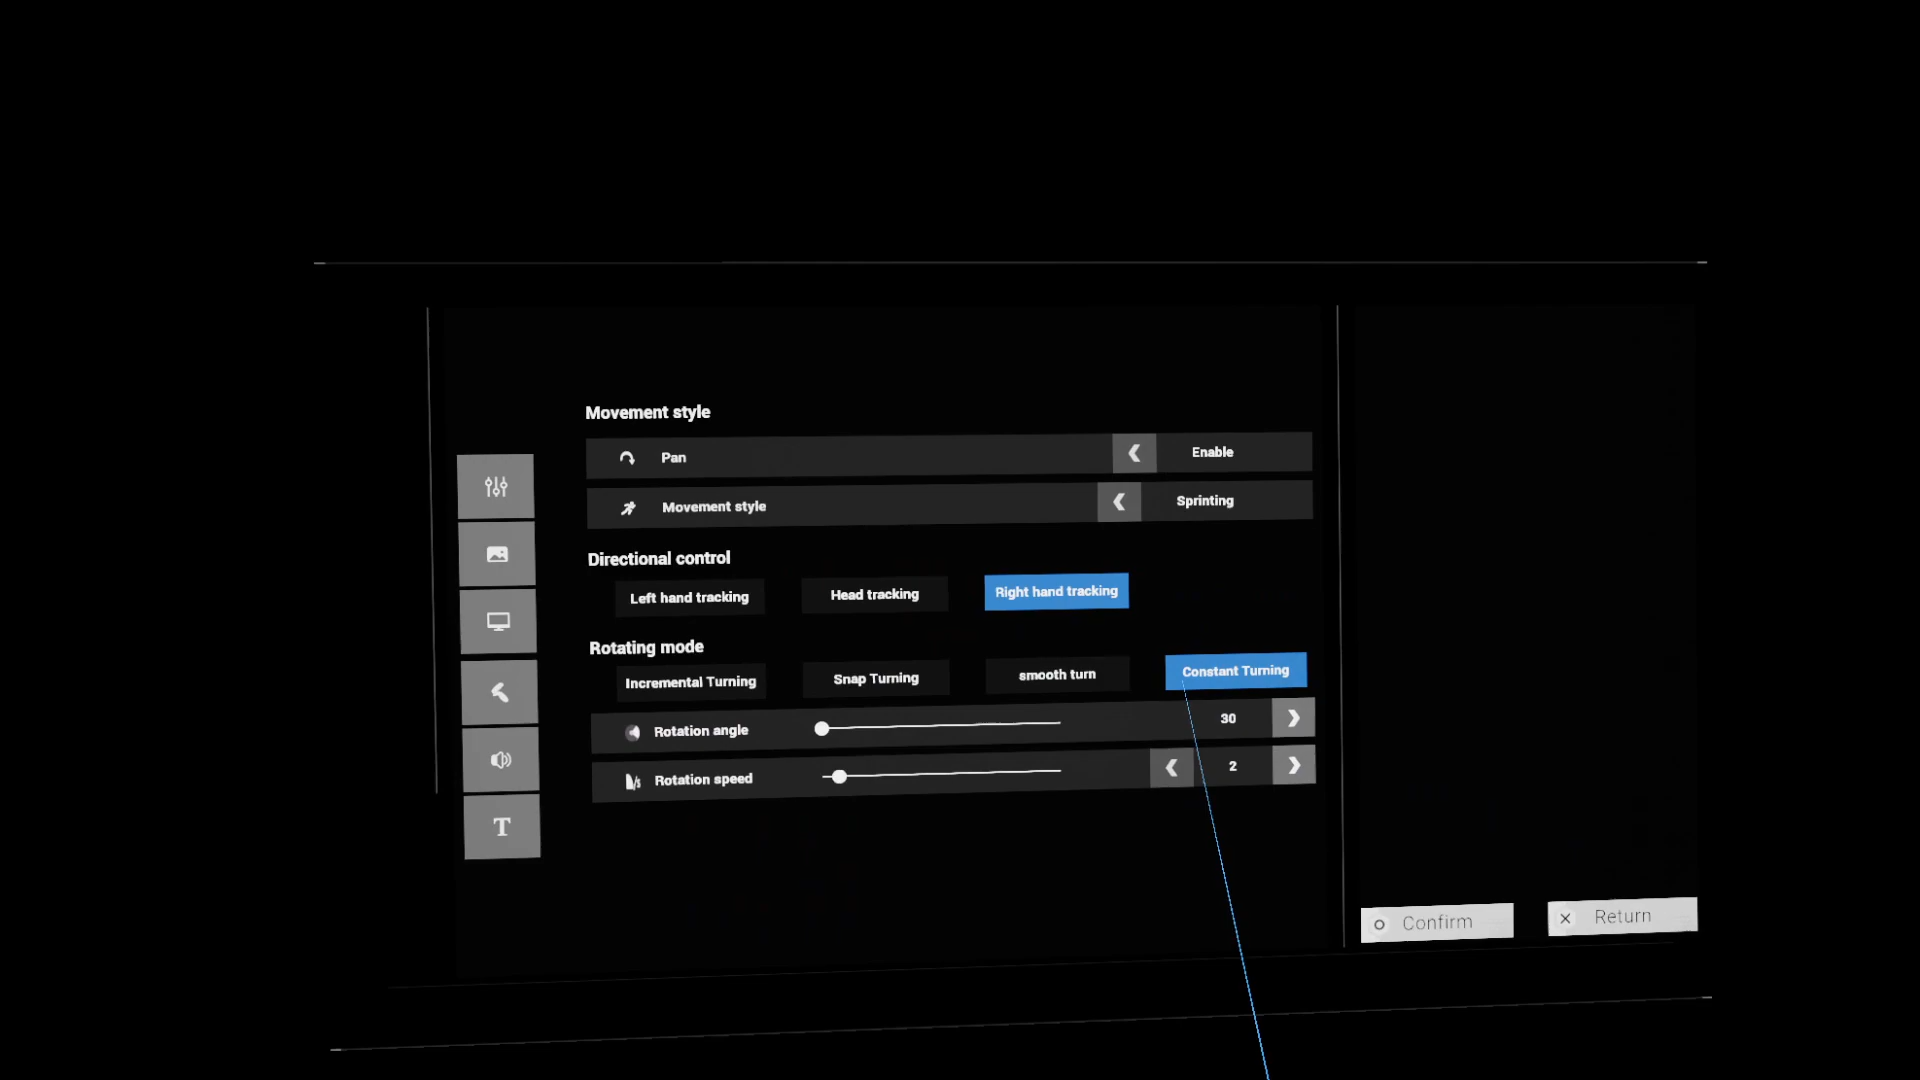 Movement style
Pan
Enable
Movement style
Sprinting
Directional control
Left hand tracking
Head tracking
Right hand tracking
Rotating mode
Incremental Turning
Snap Turning
smooth turn
Constant Turning
Rotation angle
30
Rotation speed
2
T
Confirm
Return